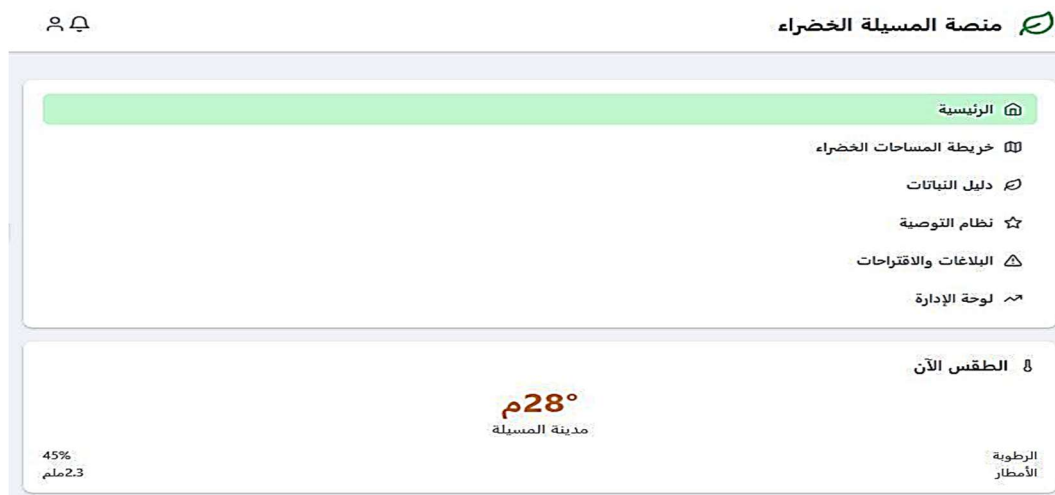 منصة المسيلة الخضراء
الرئيسية
خريطة المساحات الخضراء
دليل النباتات
نظام التوصية
البلاغات والاقتراحات
لوحة الإدارة
الطقس الآن
28°م
مدينة المسيلة
الرطوبة 45%
الأمطار 2.3ملم